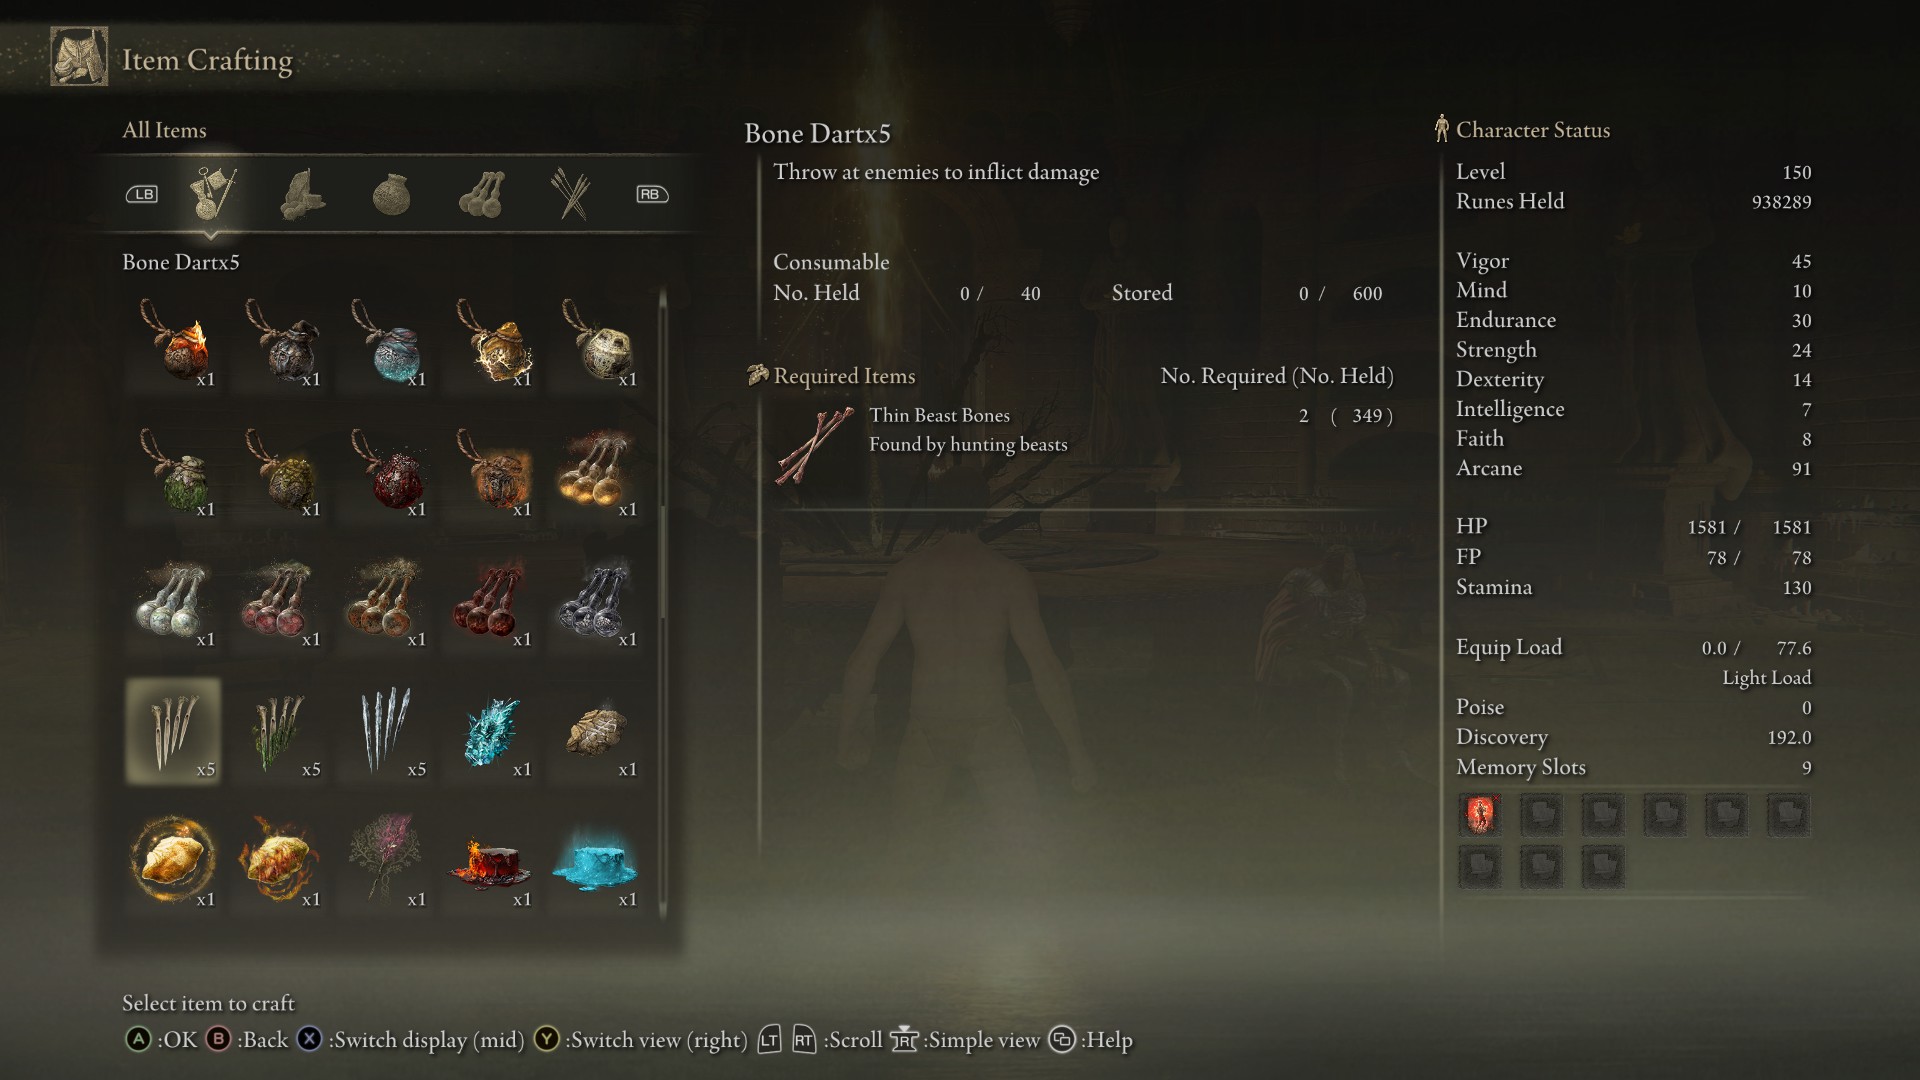 Item Crafting
All Items
LB
RB
Bone Dartx5
x1 x1 x1 x1 x1
x1 x1 x1 x1 x1
x1 x1 x1 x1 x1
x5 x5 x5 x1 x1
x1 x1 x1 x1 x1
Bone Dartx5
Throw at enemies to inflict damage
Consumable
No. Held 0 / 40 Stored 0 / 600
Required Items No. Required (No. Held)
Thin Beast Bones 2 ( 349 )
Found by hunting beasts
Character Status
Level 150
Runes Held 938289
Vigor 45
Mind 10
Endurance 30
Strength 24
Dexterity 14
Intelligence 7
Faith 8
Arcane 91
HP 1581 / 1581
FP 78 / 78
Stamina 130
Equip Load 0.0 / 77.6
Light Load
Poise 0
Discovery 192.0
Memory Slots 9
Select item to craft
A :OK B :Back X :Switch display (mid) Y :Switch view (right) LT RT :Scroll R :Simple view :Help